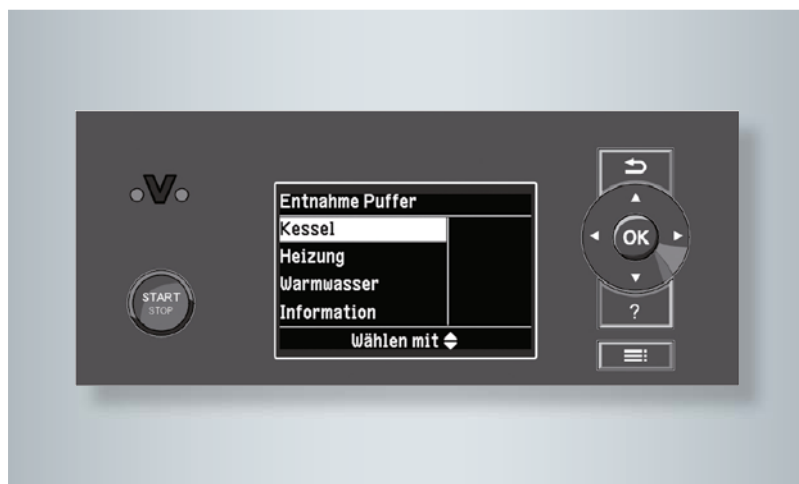 Entnahme Puffer
Kessel
Heizung
Warmwasser
Information
Wählen mit
START
STOP
OK
?